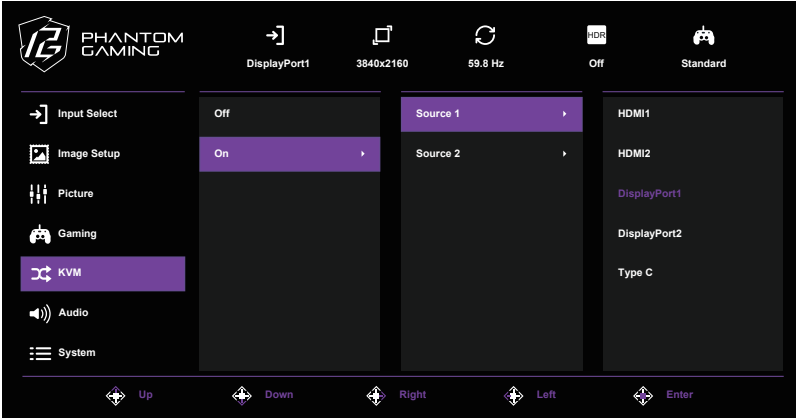 PHANTOM
GAMING
DisplayPort1
3840x2160
59.8 Hz
HDR
Off
Standard
Input Select
Image Setup
Picture
Gaming
KVM
Audio
System
Off
On
Source 1
Source 2
HDMI1
HDMI2
DisplayPort1
DisplayPort2
Type C
Up
Down
Right
Left
Enter